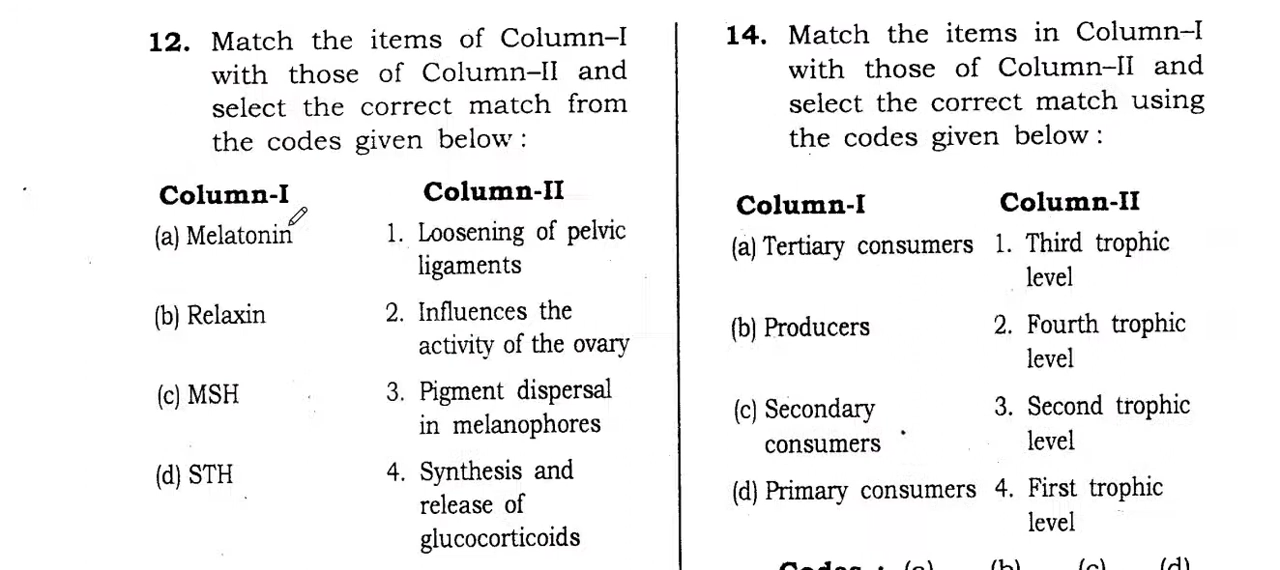 12. Match the items of Column–I
with those of Column–II and
select the correct match from
the codes given below :
Column-I Column-II
(a) Melatonin 1. Loosening of pelvic
ligaments
(b) Relaxin 2. Influences the
activity of the ovary
(c) MSH 3. Pigment dispersal
in melanophores
(d) STH 4. Synthesis and
release of
glucocorticoids
14. Match the items in Column–I
with those of Column–II and
select the correct match using
the codes given below :
Column-I Column-II
(a) Tertiary consumers 1. Third trophic
level
(b) Producers 2. Fourth trophic
level
(c) Secondary 3. Second trophic
consumers level
(d) Primary consumers 4. First trophic
level
Codes : (a) (b) (c) (d)